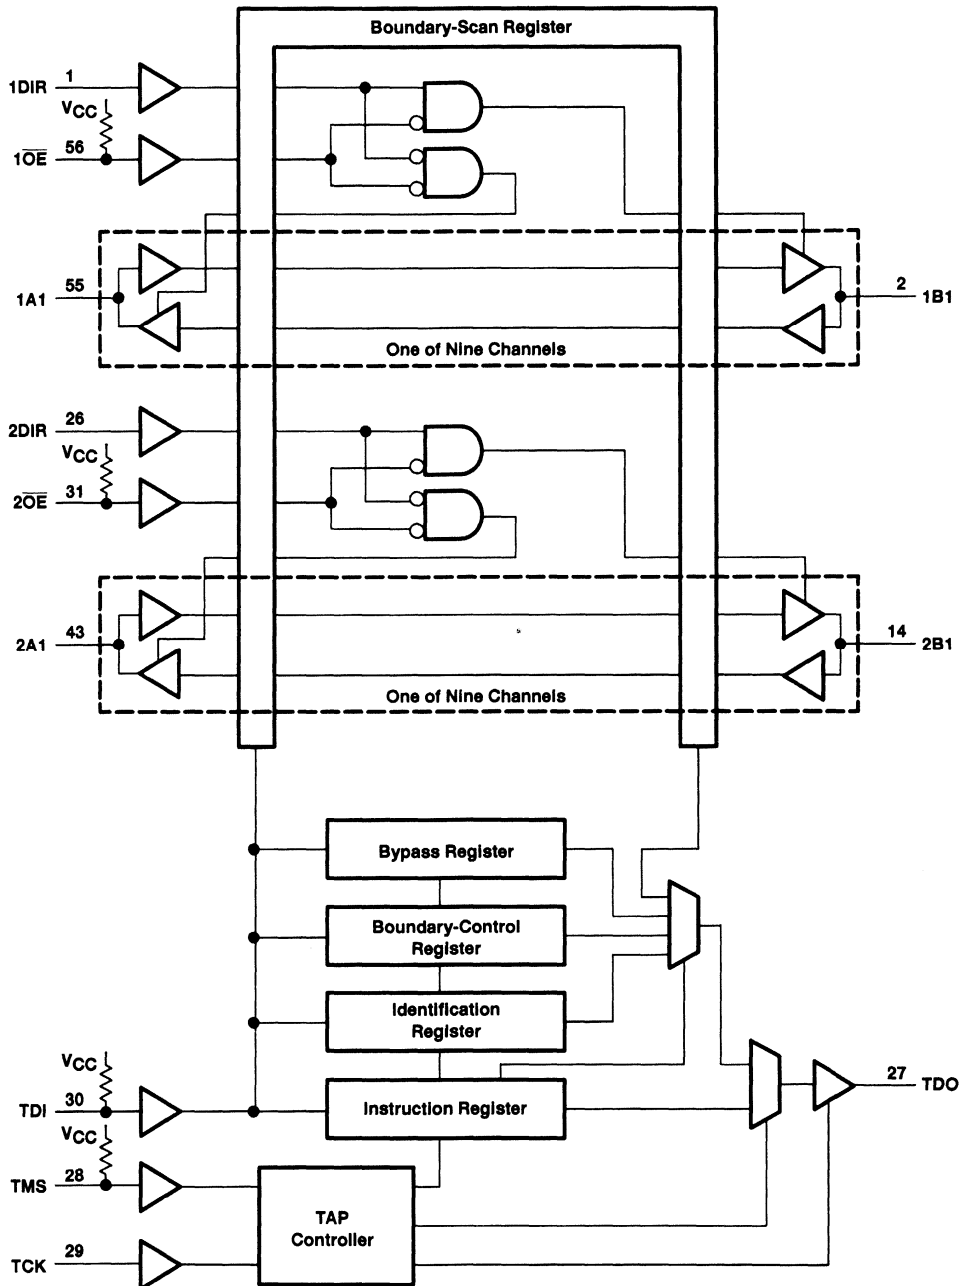 Boundary-Scan Register
1DIR 1
VCC
1OE 56
1A1 55
2 1B1
One of Nine Channels
2DIR 26
VCC
2OE 31
2A1 43
14 2B1
One of Nine Channels
Bypass Register
Boundary-Control
Register
Identification
Register
VCC
TDI 30
Instruction Register
27 TDO
VCC
TMS 28
TAP
Controller
TCK 29